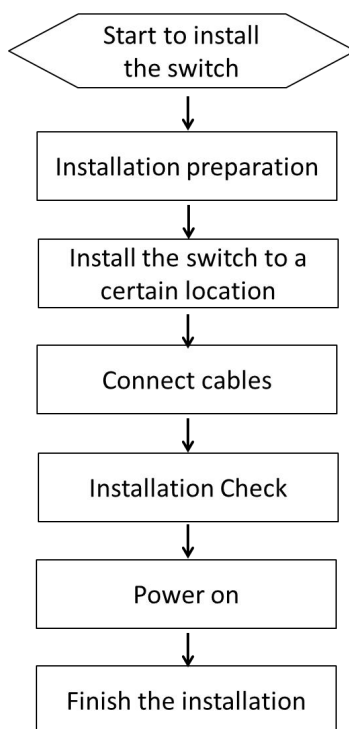 Start to install
the switch
Installation preparation
Install the switch to a
certain location
Connect cables
Installation Check
Power on
Finish the installation